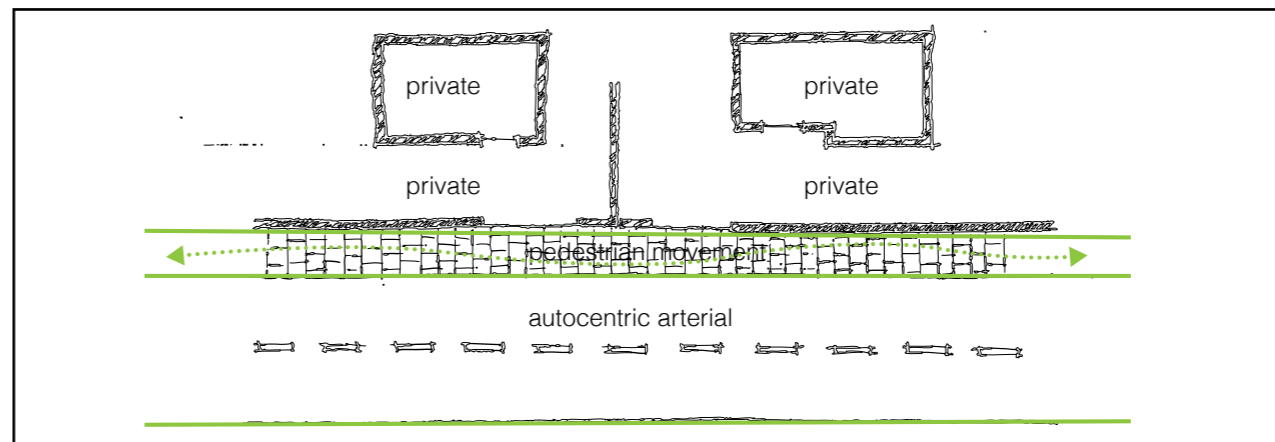 private
private
private
private
pedestrian movement
autocentric arterial